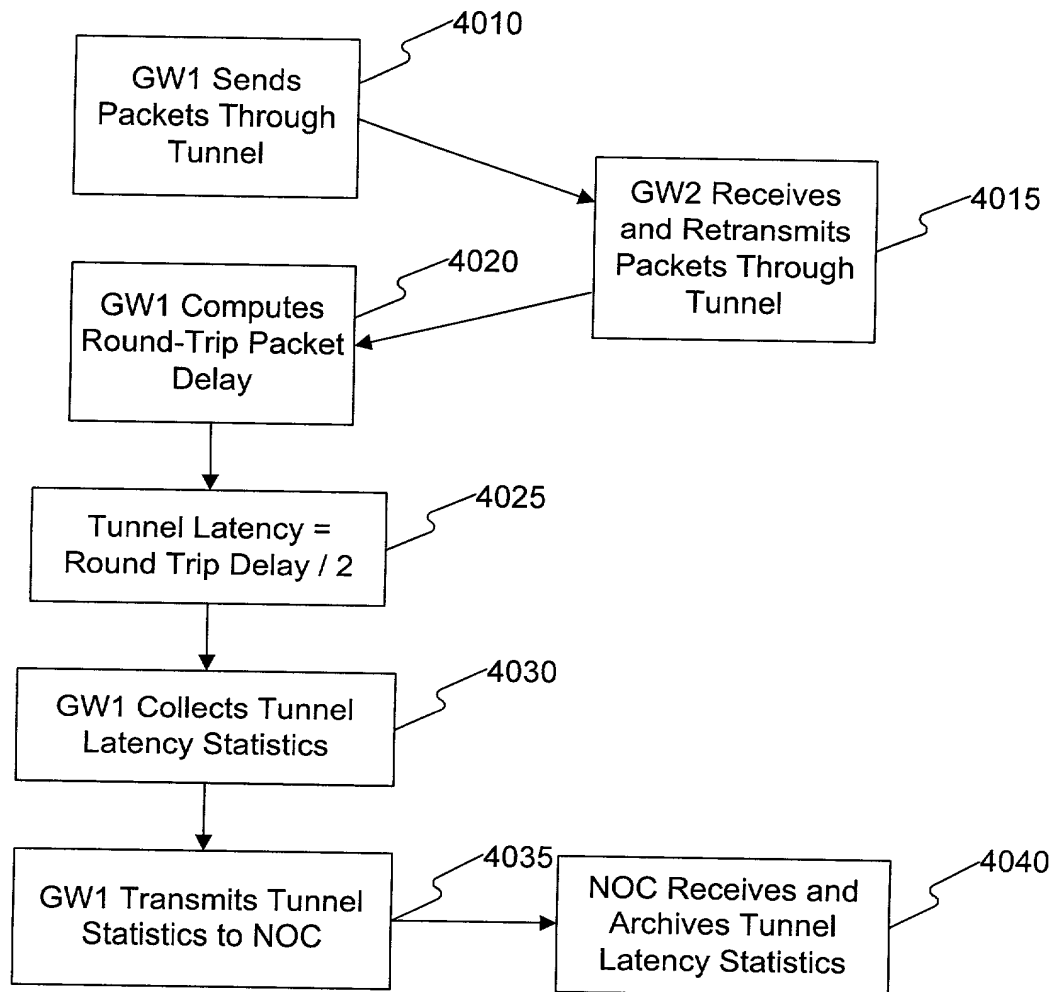 4010
GW1 Sends
Packets Through
Tunnel
GW2 Receives
and Retransmits
Packets Through
Tunnel
4015
4020
GW1 Computes
Round-Trip Packet
Delay
4025
Tunnel Latency =
Round Trip Delay / 2
4030
GW1 Collects Tunnel
Latency Statistics
4035
GW1 Transmits Tunnel
Statistics to NOC
4040
NOC Receives and
Archives Tunnel
Latency Statistics